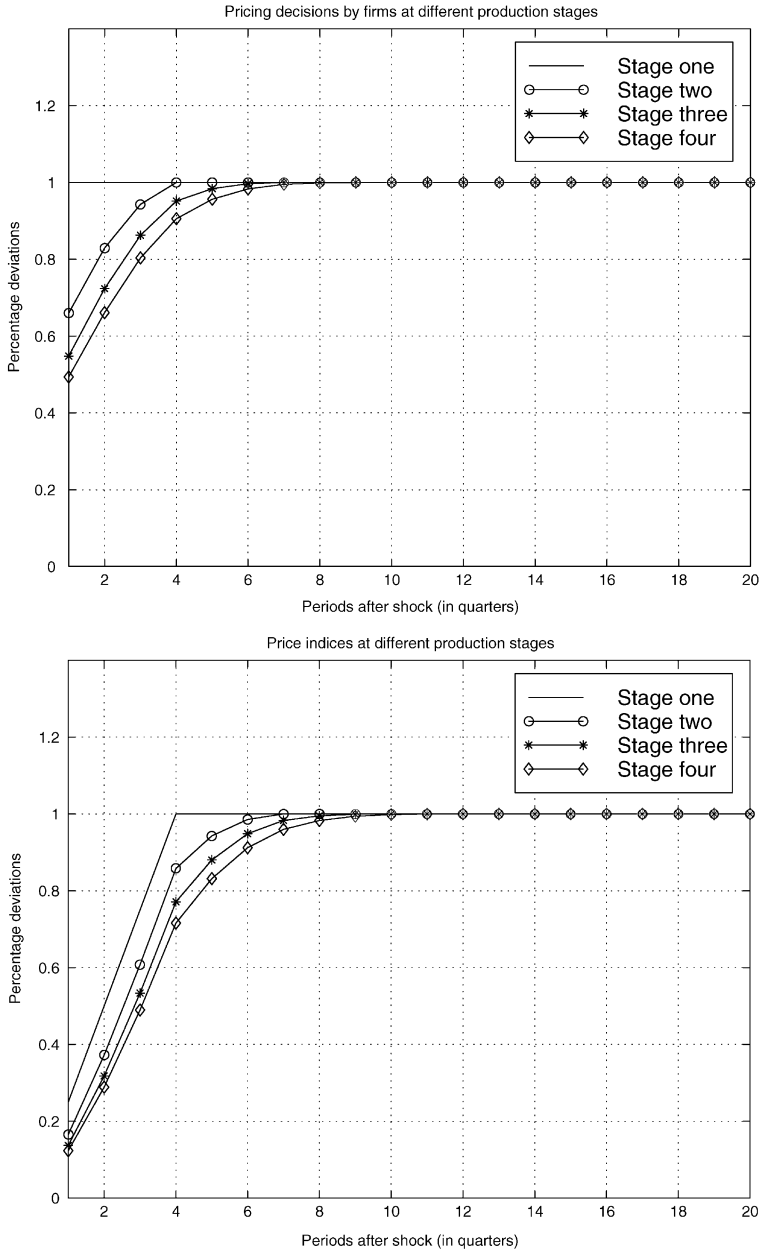 Pricing decisions by firms at different production stages
Stage one
Stage two
Stage three
Stage four
1.2
1
0.8
0.6
0.4
0.2
0
Percentage deviations
2 4 6 8 10 12 14 16 18 20
Periods after shock (in quarters)
Price indices at different production stages
Stage one
Stage two
Stage three
Stage four
1.2
1
0.8
0.6
0.4
0.2
0
Percentage deviations
2 4 6 8 10 12 14 16 18 20
Periods after shock (in quarters)